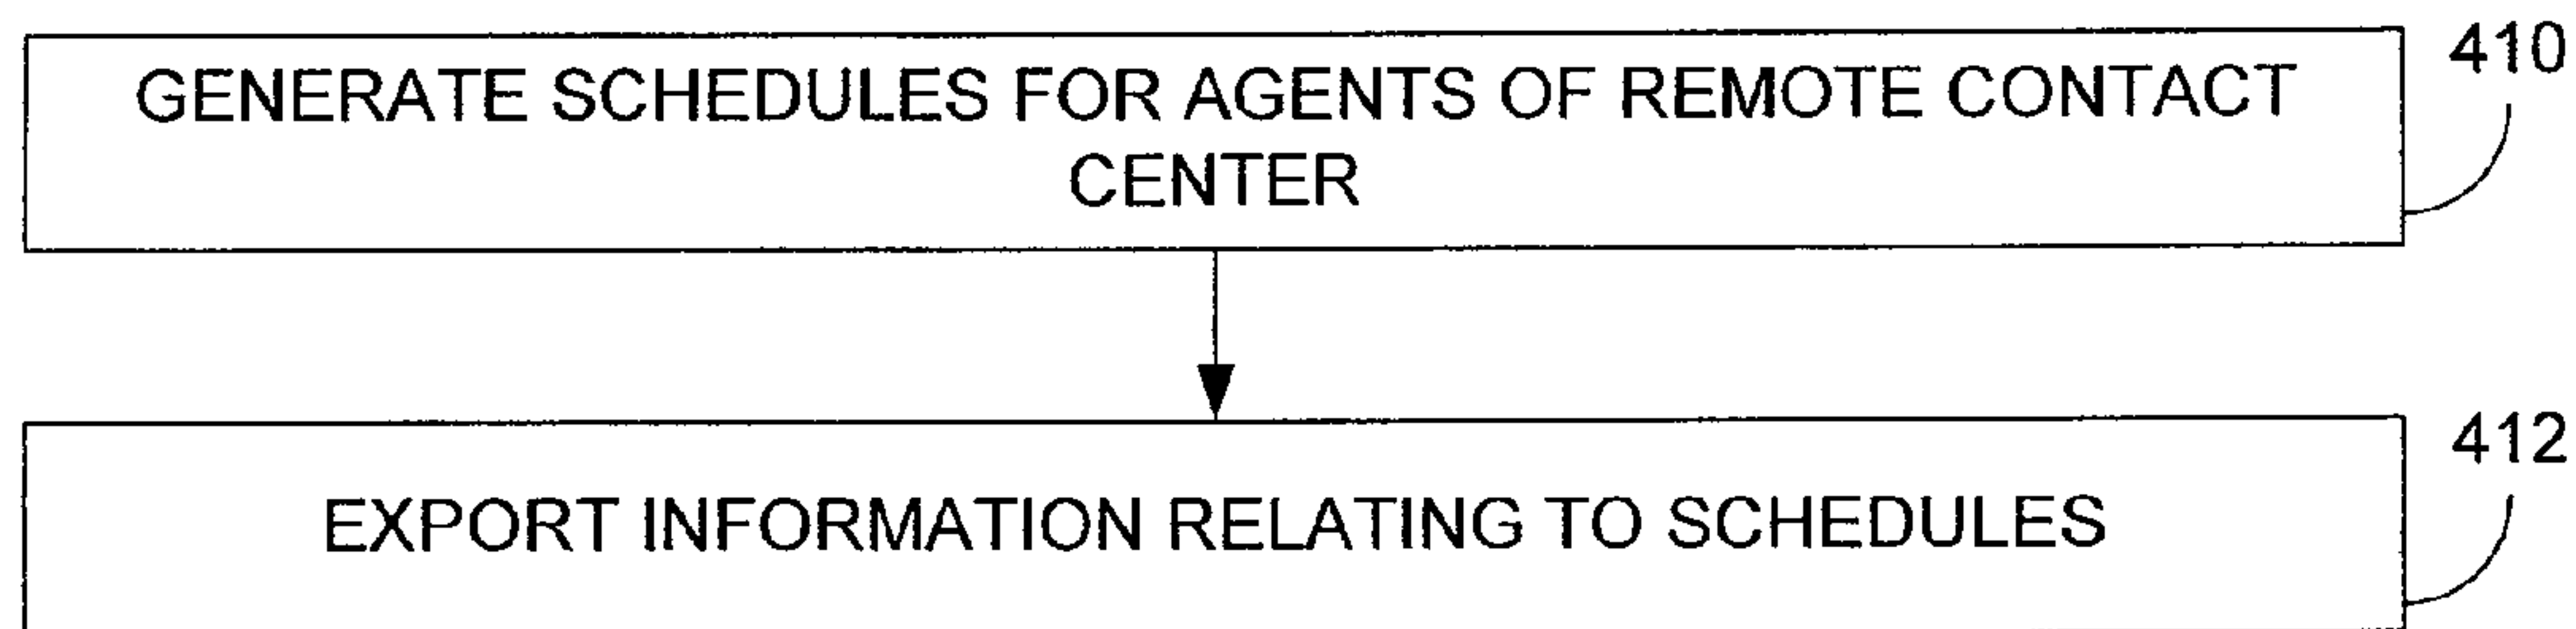 410
GENERATE SCHEDULES FOR AGENTS OF REMOTE CONTACT
CENTER
412
EXPORT INFORMATION RELATING TO SCHEDULES